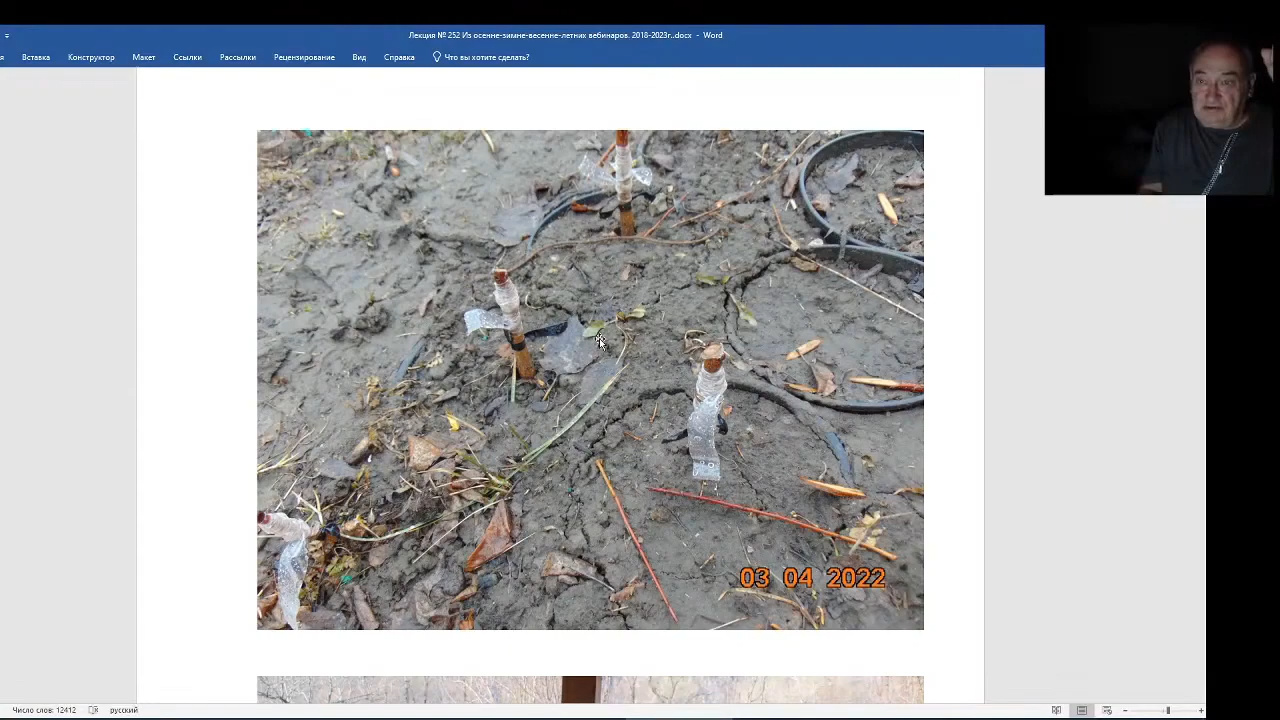 Лекция № 252 Из осенне-зимне-весенне-летних вебинаров. 2018-2023г..docx - Word
Вставка Конструктор Макет Ссылки Рассылки Рецензирование Вид Справка Что вы хотите сделать?
03 04 2022
Число слов: 12412 русский